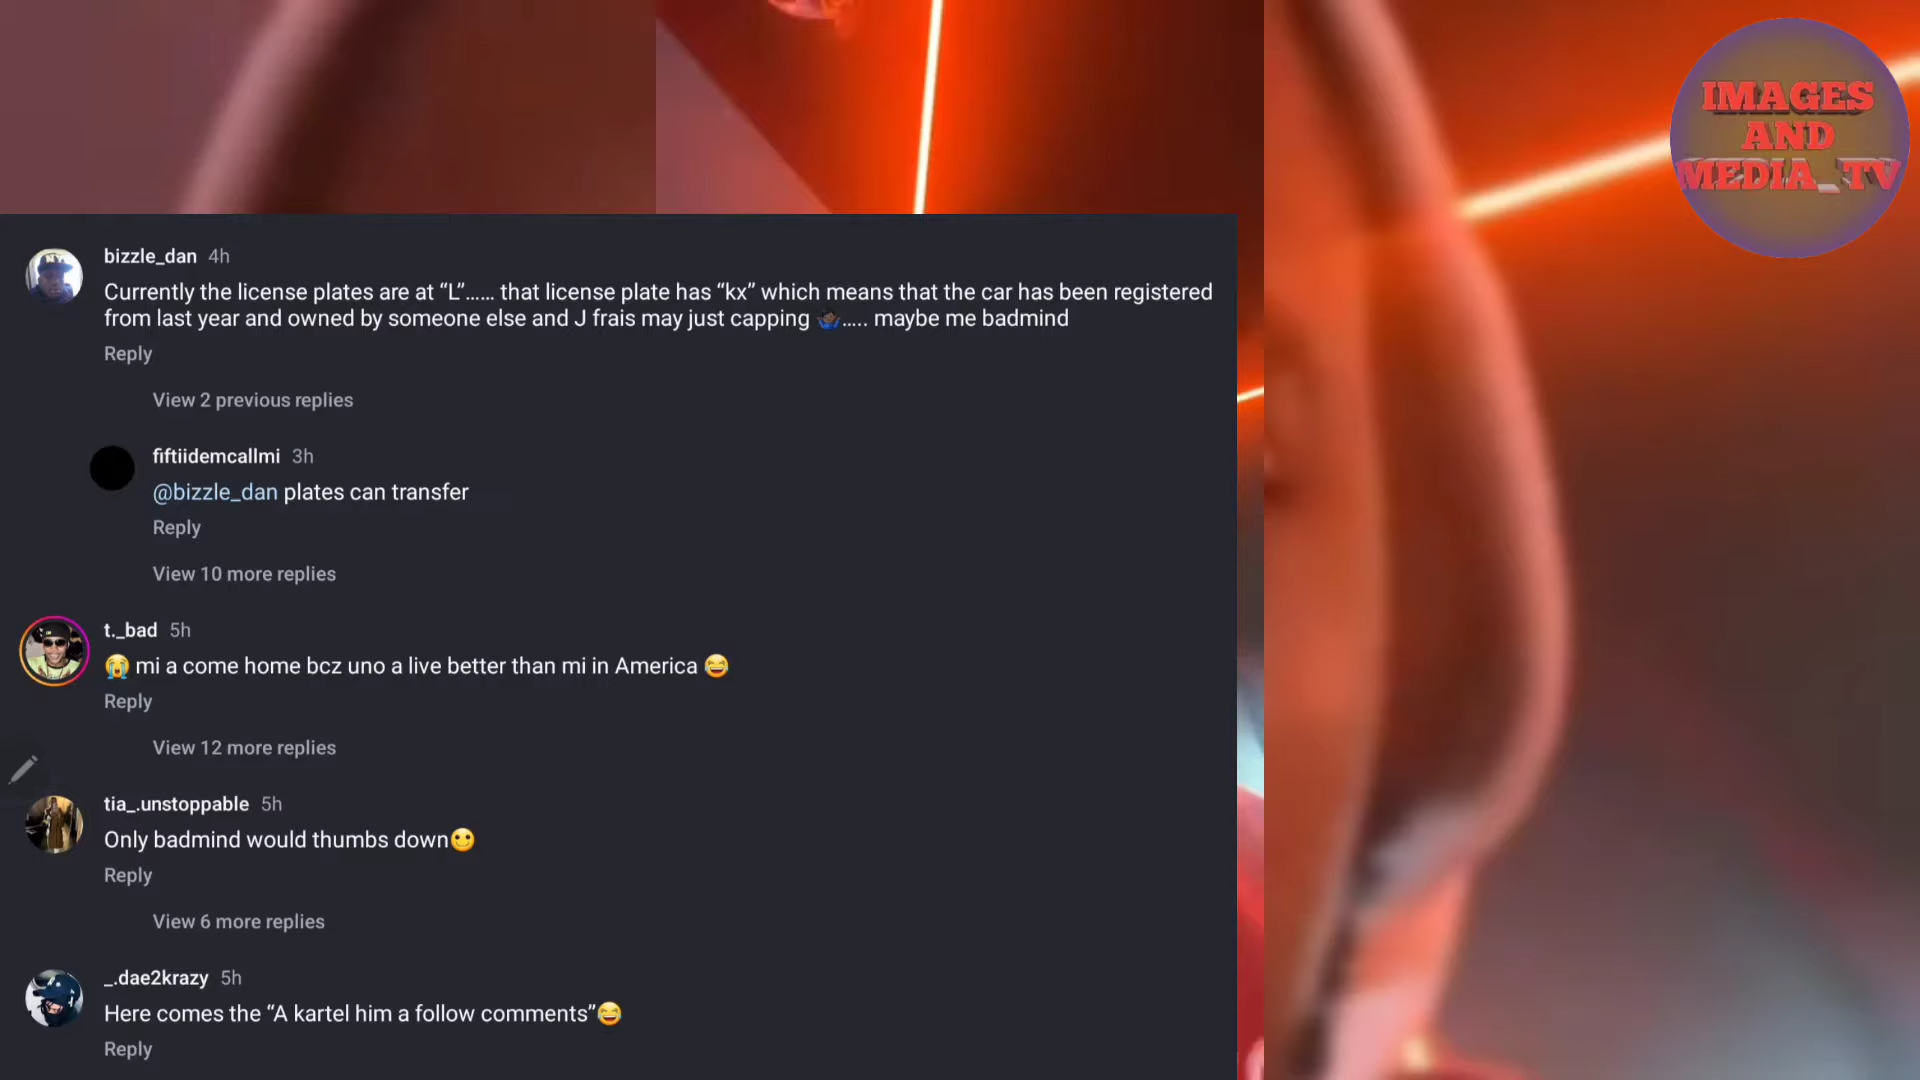 IMAGES
AND
MEDIA_TV
bizzle_dan 4h
Currently the license plates are at “L”...... that license plate has “kx” which means that the car has been registered
from last year and owned by someone else and J frais may just capping 🤷🏿‍♂️..... maybe me badmind
Reply
View 2 previous replies
fiftiidemcallmi 3h
@bizzle_dan plates can transfer
Reply
View 10 more replies
t._bad 5h
😭 mi a come home bcz uno a live better than mi in America 😂
Reply
View 12 more replies
tia_.unstoppable 5h
Only badmind would thumbs down🙂
Reply
View 6 more replies
_.dae2krazy 5h
Here comes the “A kartel him a follow comments”😂
Reply